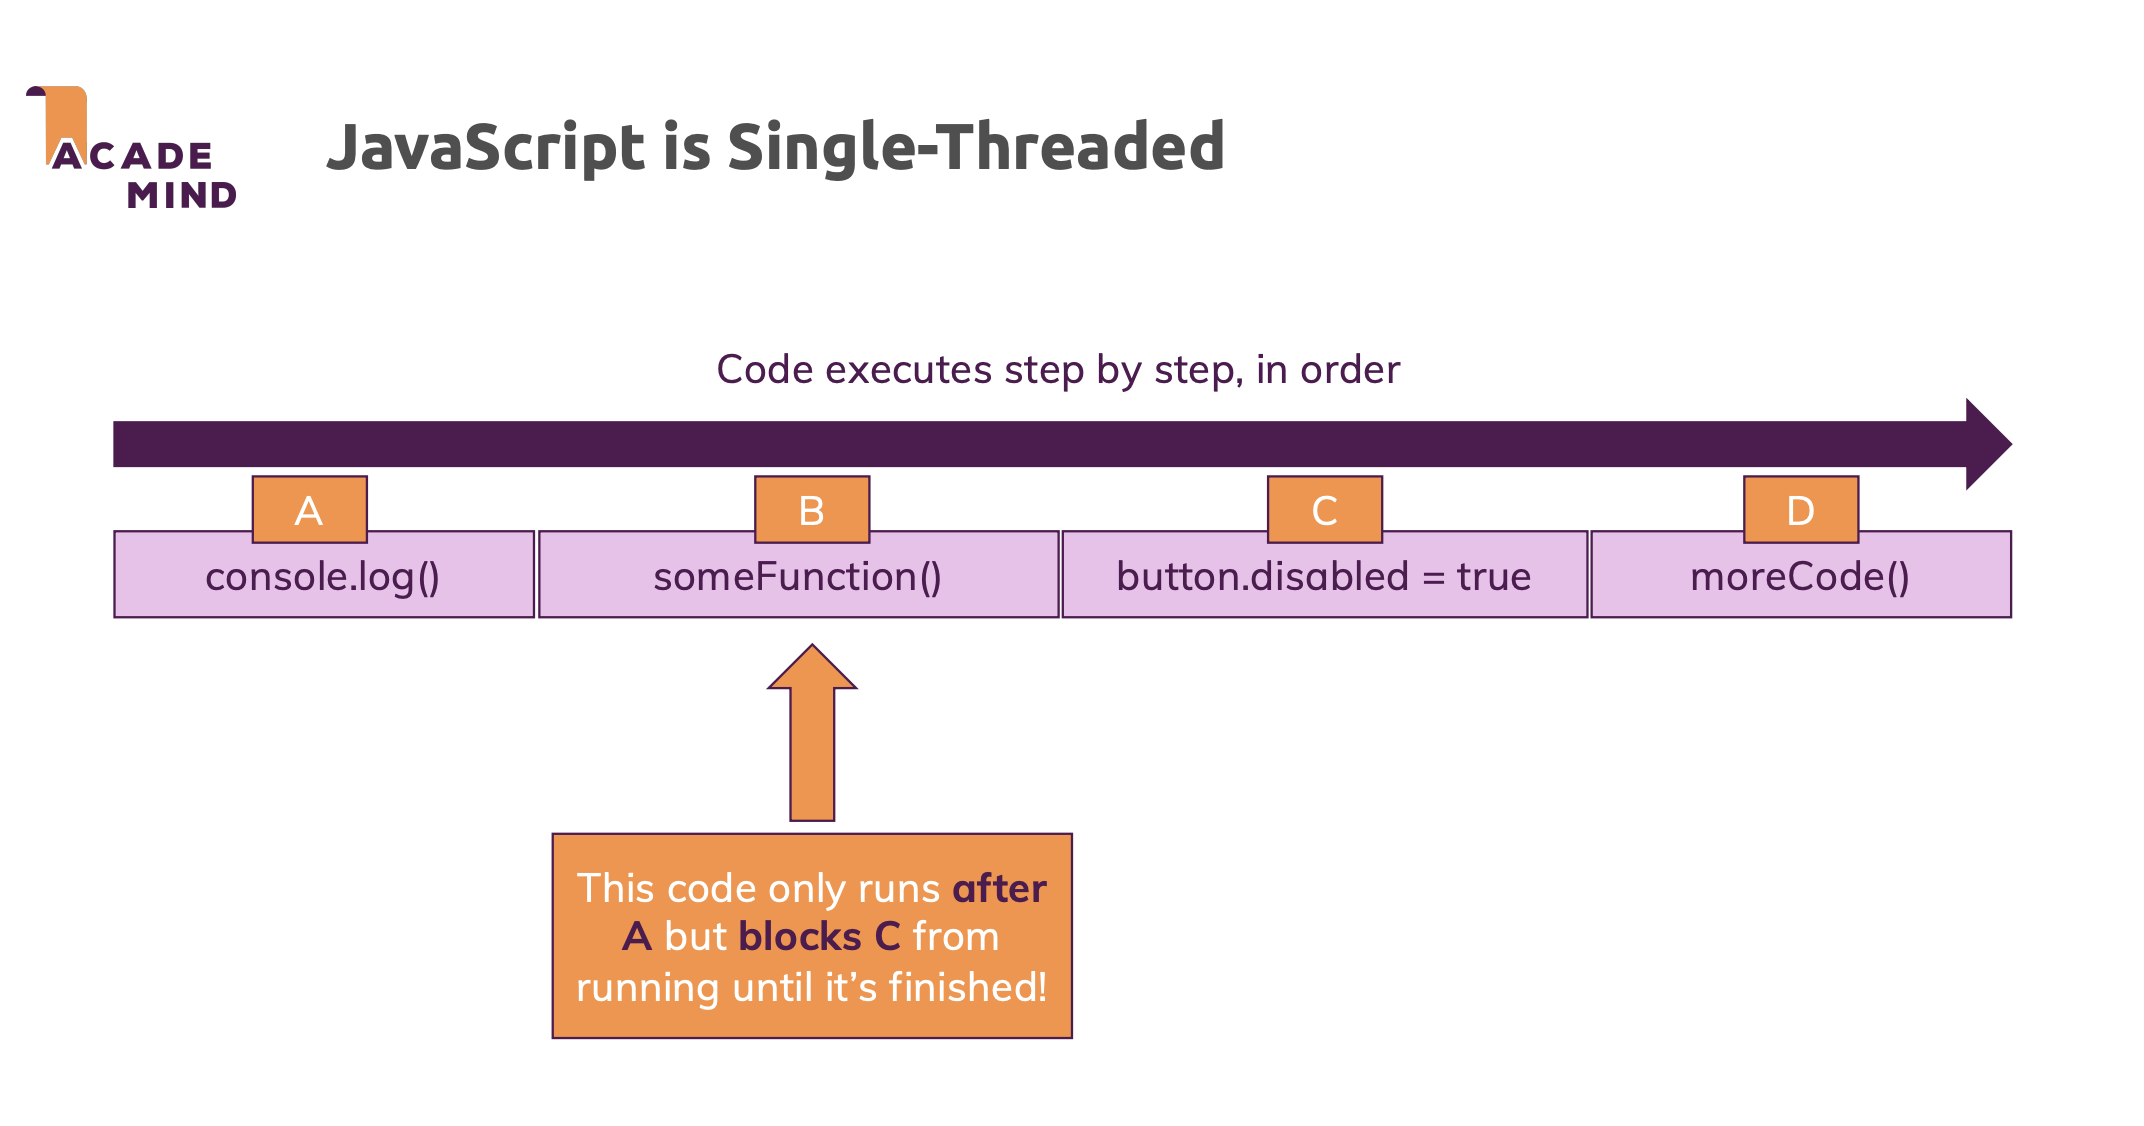 ACADE
MIND
JavaScript is Single-Threaded
Code executes step by step, in order
A
B
C
D
console.log()
someFunction()
button.disabled = true
moreCode()
This code only runs after
A but blocks C from
running until it’s finished!